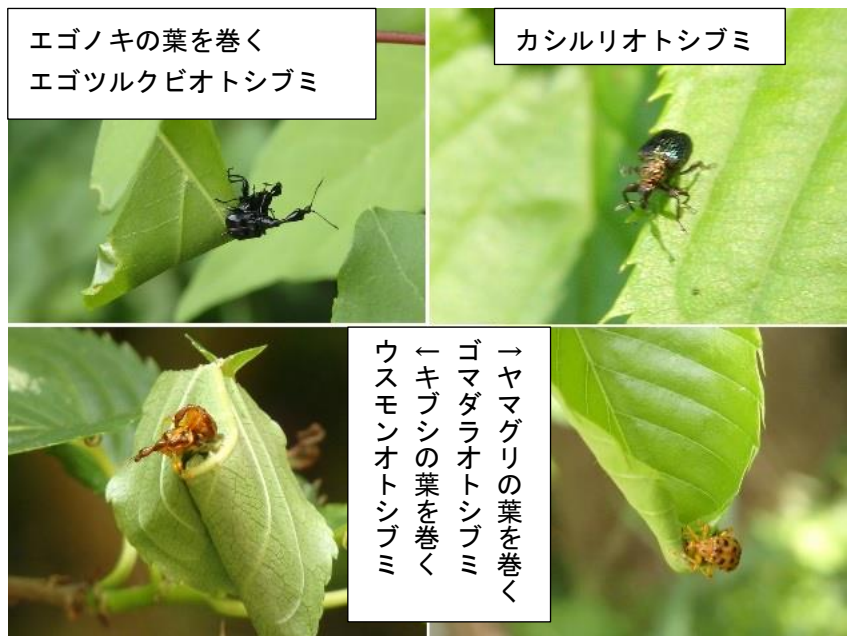 エゴノキの葉を巻く
エゴツルクビオトシブミ
カシルリオトシブミ
→ヤマグリの葉を巻く
ゴマダラオトシブミ
←キブシの葉を巻く
ウスモンオトシブミ